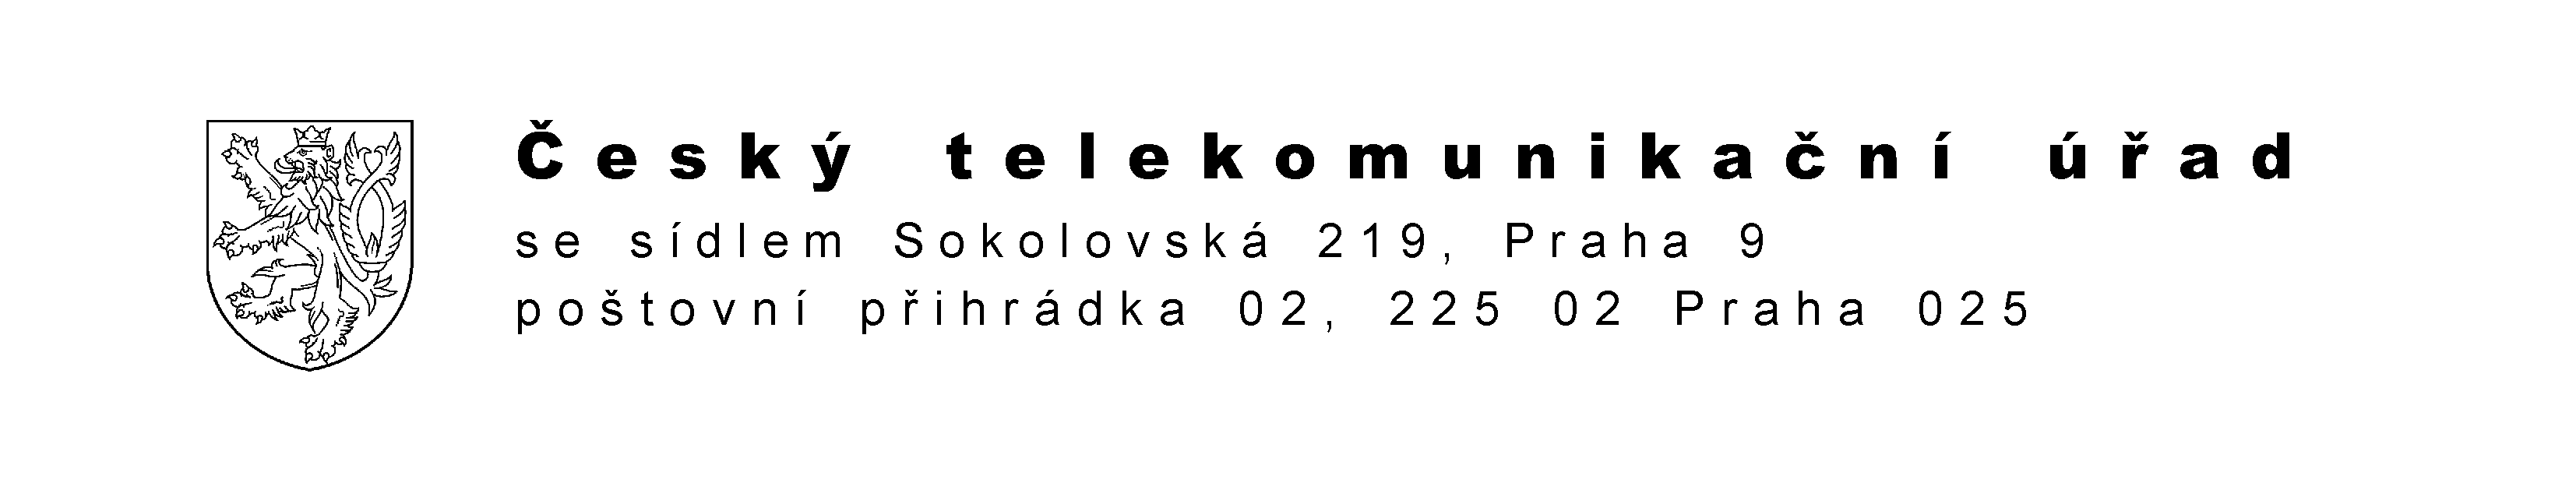 Český telekomunikační úřad
se sídlem Sokolovská 219, Praha 9
poštovní přihrádka 02, 225 02 Praha 025